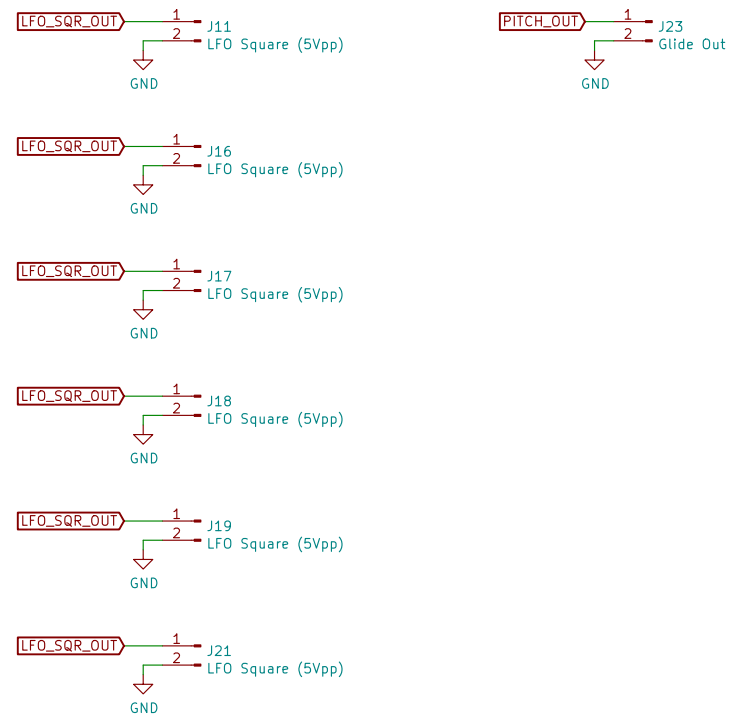 LFO_SQR_OUT 1 J11
2 LFO Square (5Vpp)
GND
PITCH_OUT 1 J23
2 Glide Out
GND
LFO_SQR_OUT 1 J16
2 LFO Square (5Vpp)
GND
LFO_SQR_OUT 1 J17
2 LFO Square (5Vpp)
GND
LFO_SQR_OUT 1 J18
2 LFO Square (5Vpp)
GND
LFO_SQR_OUT 1 J19
2 LFO Square (5Vpp)
GND
LFO_SQR_OUT 1 J21
2 LFO Square (5Vpp)
GND